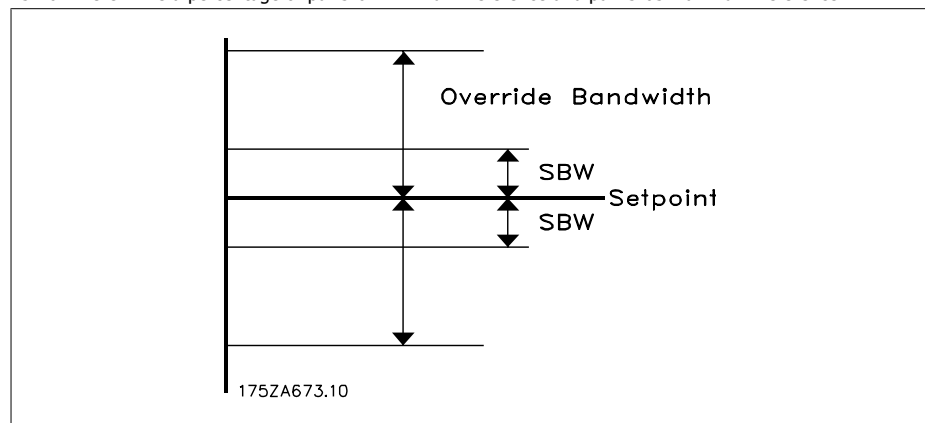 Override Bandwidth
SBW
Setpoint
SBW
175ZA673.10